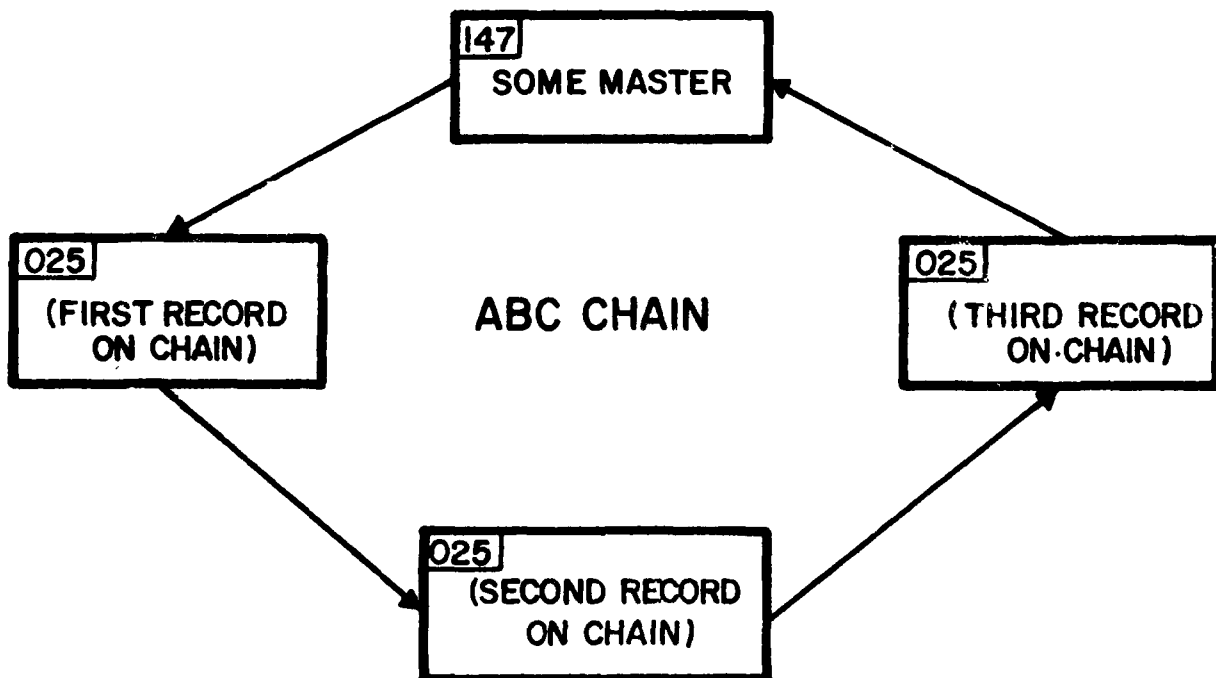 147
SOME MASTER
025
(FIRST RECORD
ON CHAIN)
ABC CHAIN
025
(THIRD RECORD
ON CHAIN)
025
(SECOND RECORD
ON CHAIN)